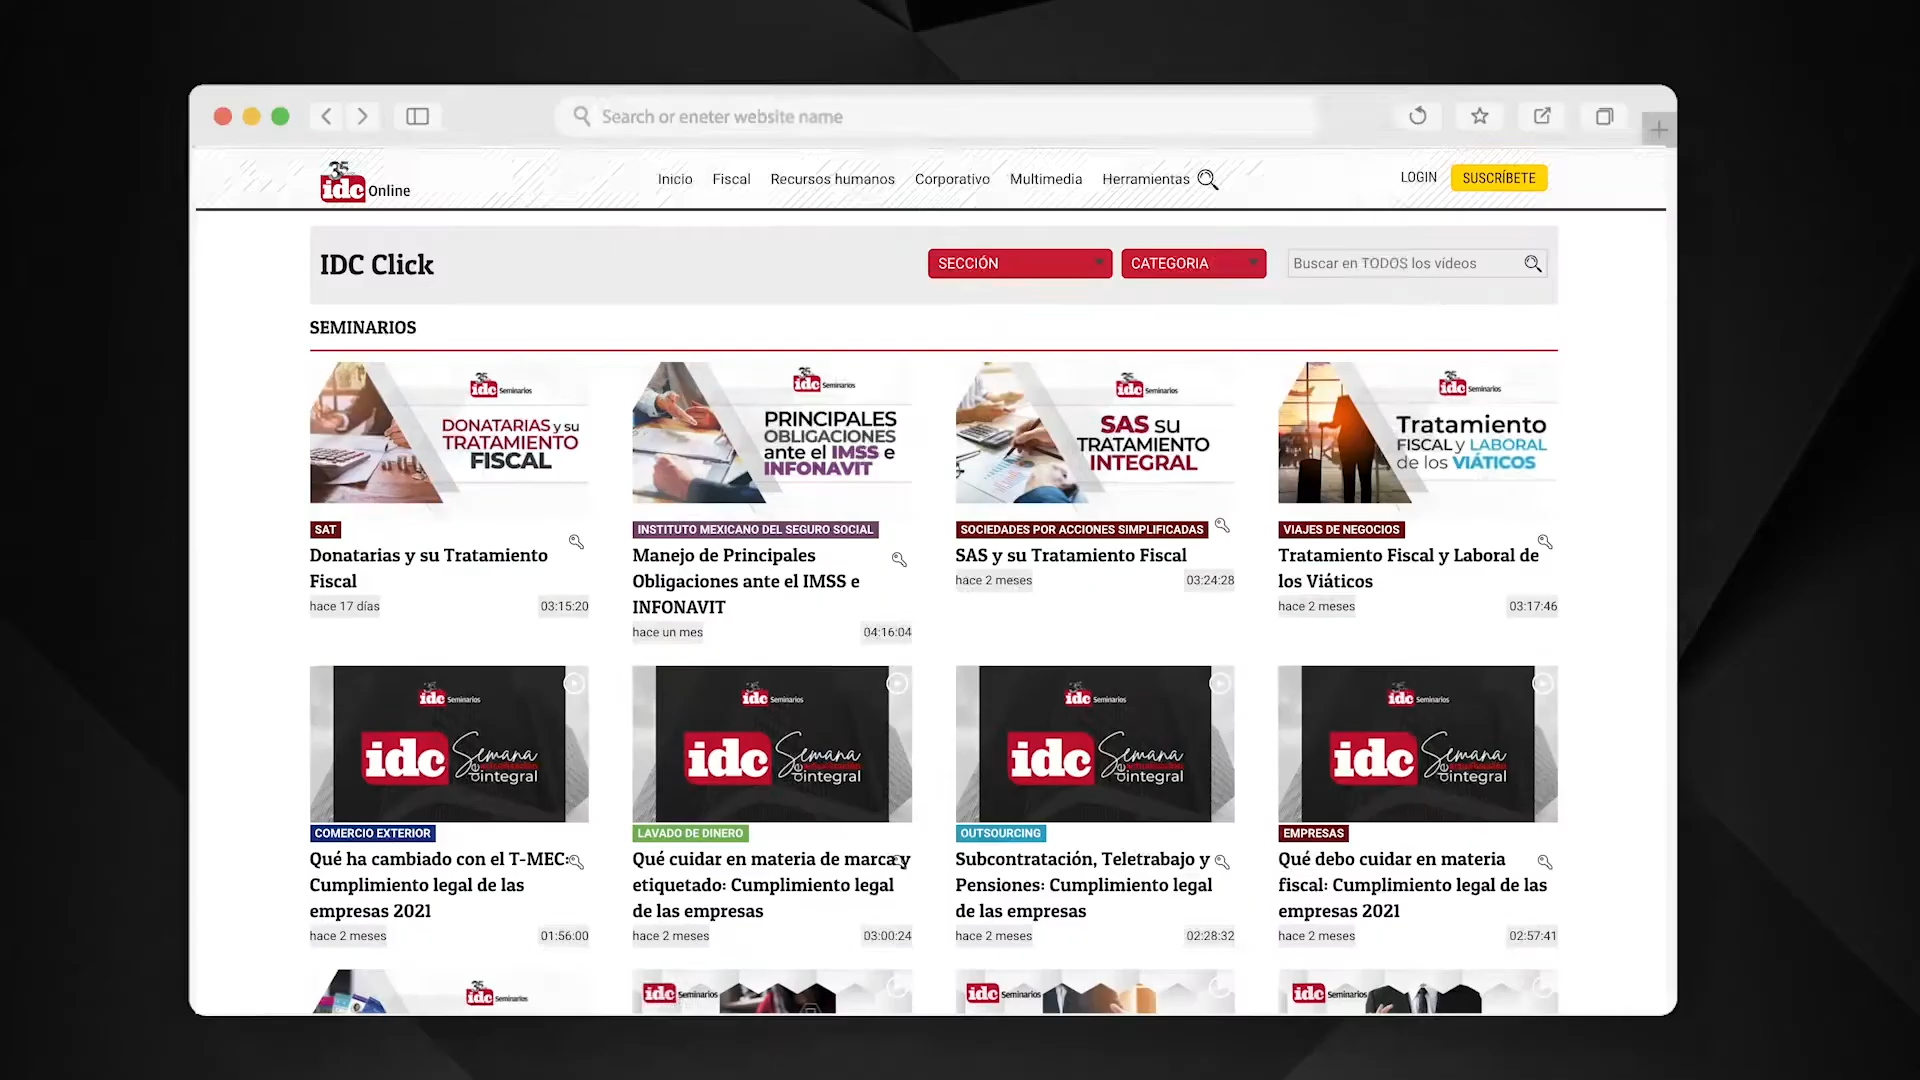 Search or eneter website name
35 idc Online
Inicio Fiscal Recursos humanos Corporativo Multimedia Herramientas
LOGIN SUSCRÍBETE
IDC Click
SECCIÓN CATEGORIA Buscar en TODOS los vídeos
SEMINARIOS
35 idc Seminarios
DONATARIAS y su
TRATAMIENTO
FISCAL
SAT
Donatarias y su Tratamiento
Fiscal
hace 17 días 03:15:20
35 idc Seminarios
PRINCIPALES
OBLIGACIONES
ante el IMSS e
INFONAVIT
INSTITUTO MEXICANO DEL SEGURO SOCIAL
Manejo de Principales
Obligaciones ante el IMSS e
INFONAVIT
hace un mes 04:16:04
35 idc Seminarios
SAS su
TRATAMIENTO
INTEGRAL
SOCIEDADES POR ACCIONES SIMPLIFICADAS
SAS y su Tratamiento Fiscal
hace 2 meses 03:24:28
35 idc Seminarios
Tratamiento
FISCAL y LABORAL
de los VIÁTICOS
VIAJES DE NEGOCIOS
Tratamiento Fiscal y Laboral de
los Viáticos
hace 2 meses 03:17:46
idc Seminarios
idc Semana
integral
COMERCIO EXTERIOR
Qué ha cambiado con el T-MEC:
Cumplimiento legal de las
empresas 2021
hace 2 meses 01:56:00
idc Seminarios
idc Semana
integral
LAVADO DE DINERO
Qué cuidar en materia de marca y
etiquetado: Cumplimiento legal
de las empresas
hace 2 meses 03:00:24
idc Seminarios
idc Semana
integral
OUTSOURCING
Subcontratación, Teletrabajo y
Pensiones: Cumplimiento legal
de las empresas
hace 2 meses 02:28:32
idc Seminarios
idc Semana
integral
EMPRESAS
Qué debo cuidar en materia
fiscal: Cumplimiento legal de las
empresas 2021
hace 2 meses 02:57:41
35 idc Seminarios
idc Seminarios
idc Seminarios
idc Seminarios